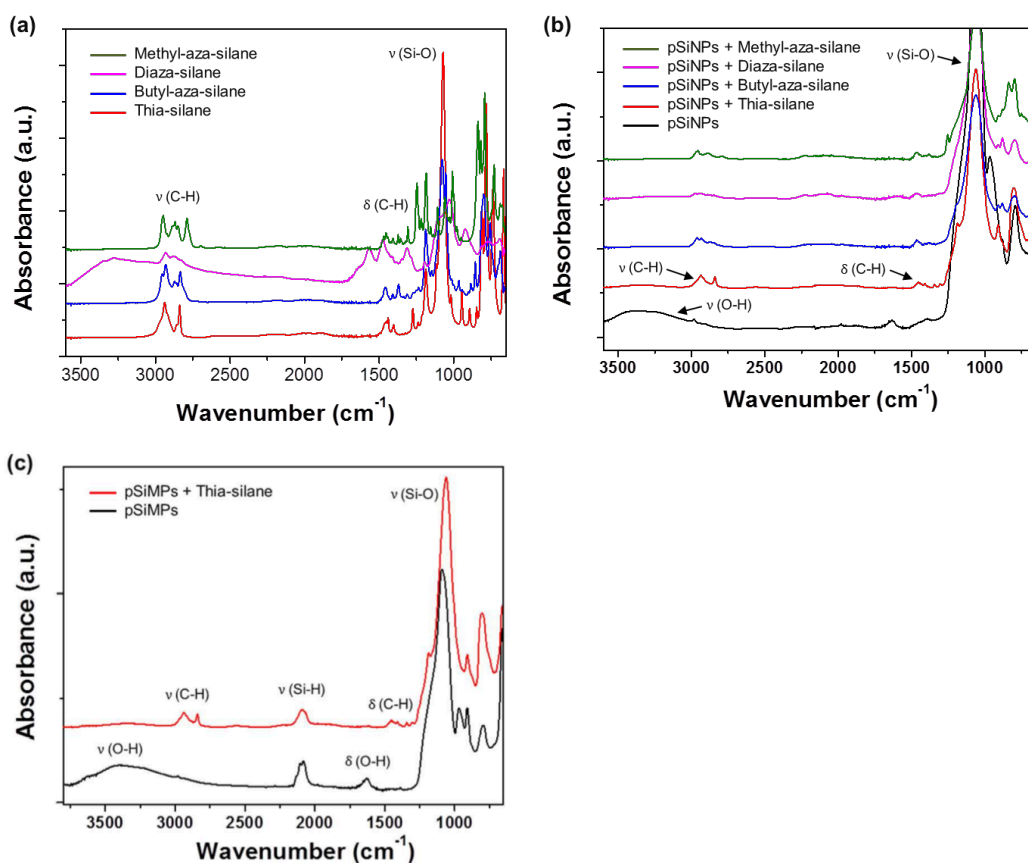 (a)
Methyl-aza-silane
Diaza-silane
Butyl-aza-silane
Thia-silane
ν (Si-O)
ν (C-H)
δ (C-H)
Absorbance (a.u.)
3500 3000 2500 2000 1500 1000
Wavenumber (cm⁻¹)
(b)
pSiNPs + Methyl-aza-silane
pSiNPs + Diaza-silane
pSiNPs + Butyl-aza-silane
pSiNPs + Thia-silane
pSiNPs
ν (Si-O)
ν (C-H)
δ (C-H)
ν (O-H)
Absorbance (a.u.)
3500 3000 2500 2000 1500 1000
Wavenumber (cm⁻¹)
(c)
pSiMPs + Thia-silane
pSiMPs
ν (Si-O)
ν (C-H)
ν (Si-H)
δ (C-H)
ν (O-H)
δ (O-H)
Absorbance (a.u.)
3500 3000 2500 2000 1500 1000
Wavenumber (cm⁻¹)